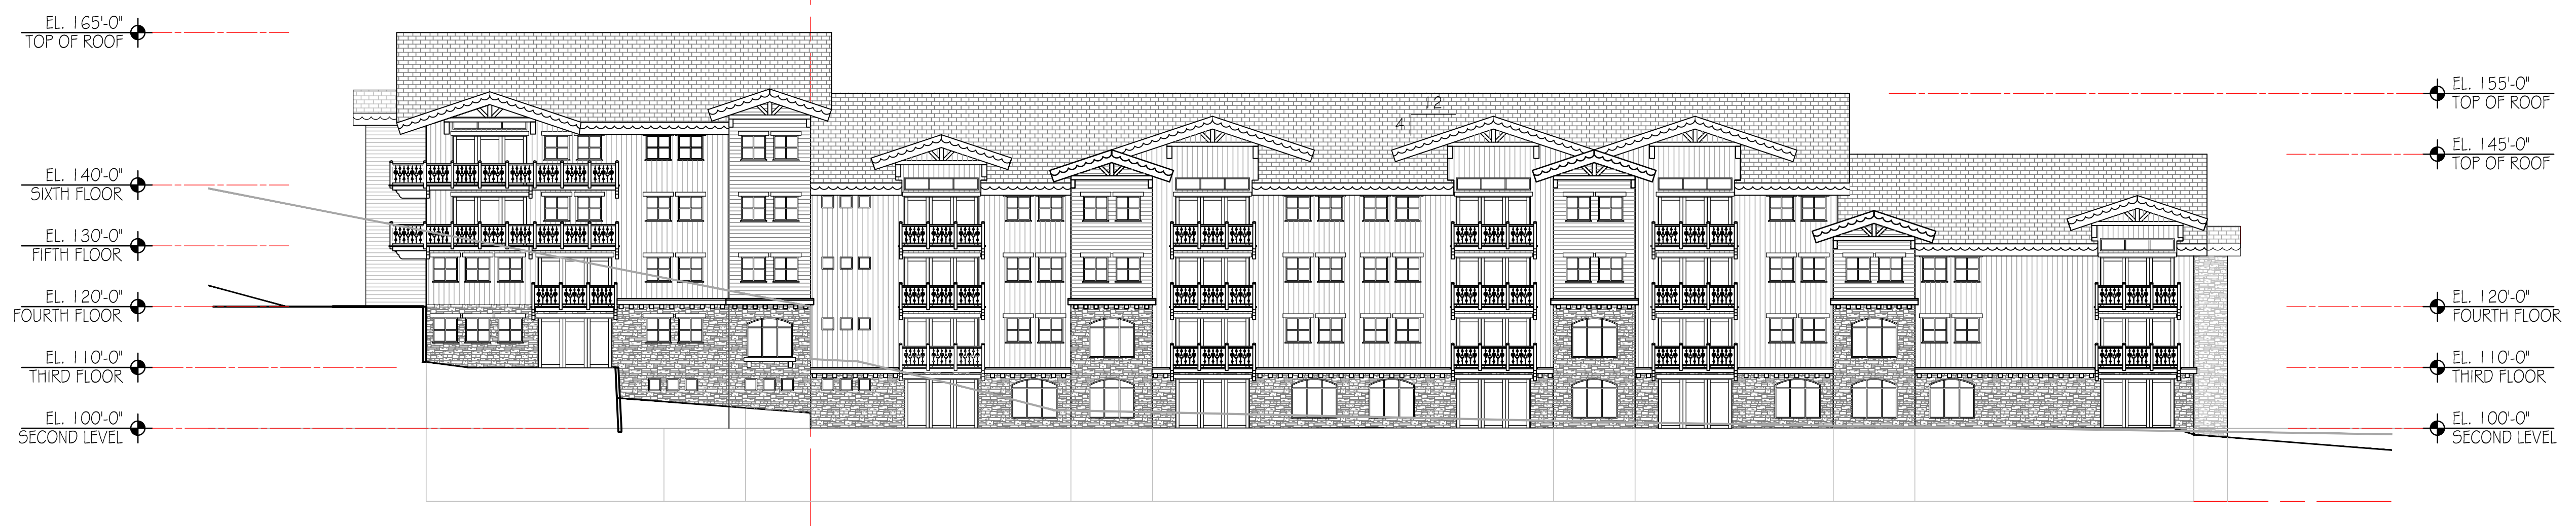 EL. 165'-0"
TOP OF ROOF
EL. 140'-0"
SIXTH FLOOR
EL. 130'-0"
FIFTH FLOOR
EL. 120'-0"
FOURTH FLOOR
EL. 110'-0"
THIRD FLOOR
EL. 100'-0"
SECOND LEVEL
12
4
EL. 155'-0"
TOP OF ROOF
EL. 145'-0"
TOP OF ROOF
EL. 120'-0"
FOURTH FLOOR
EL. 110'-0"
THIRD FLOOR
EL. 100'-0"
SECOND LEVEL